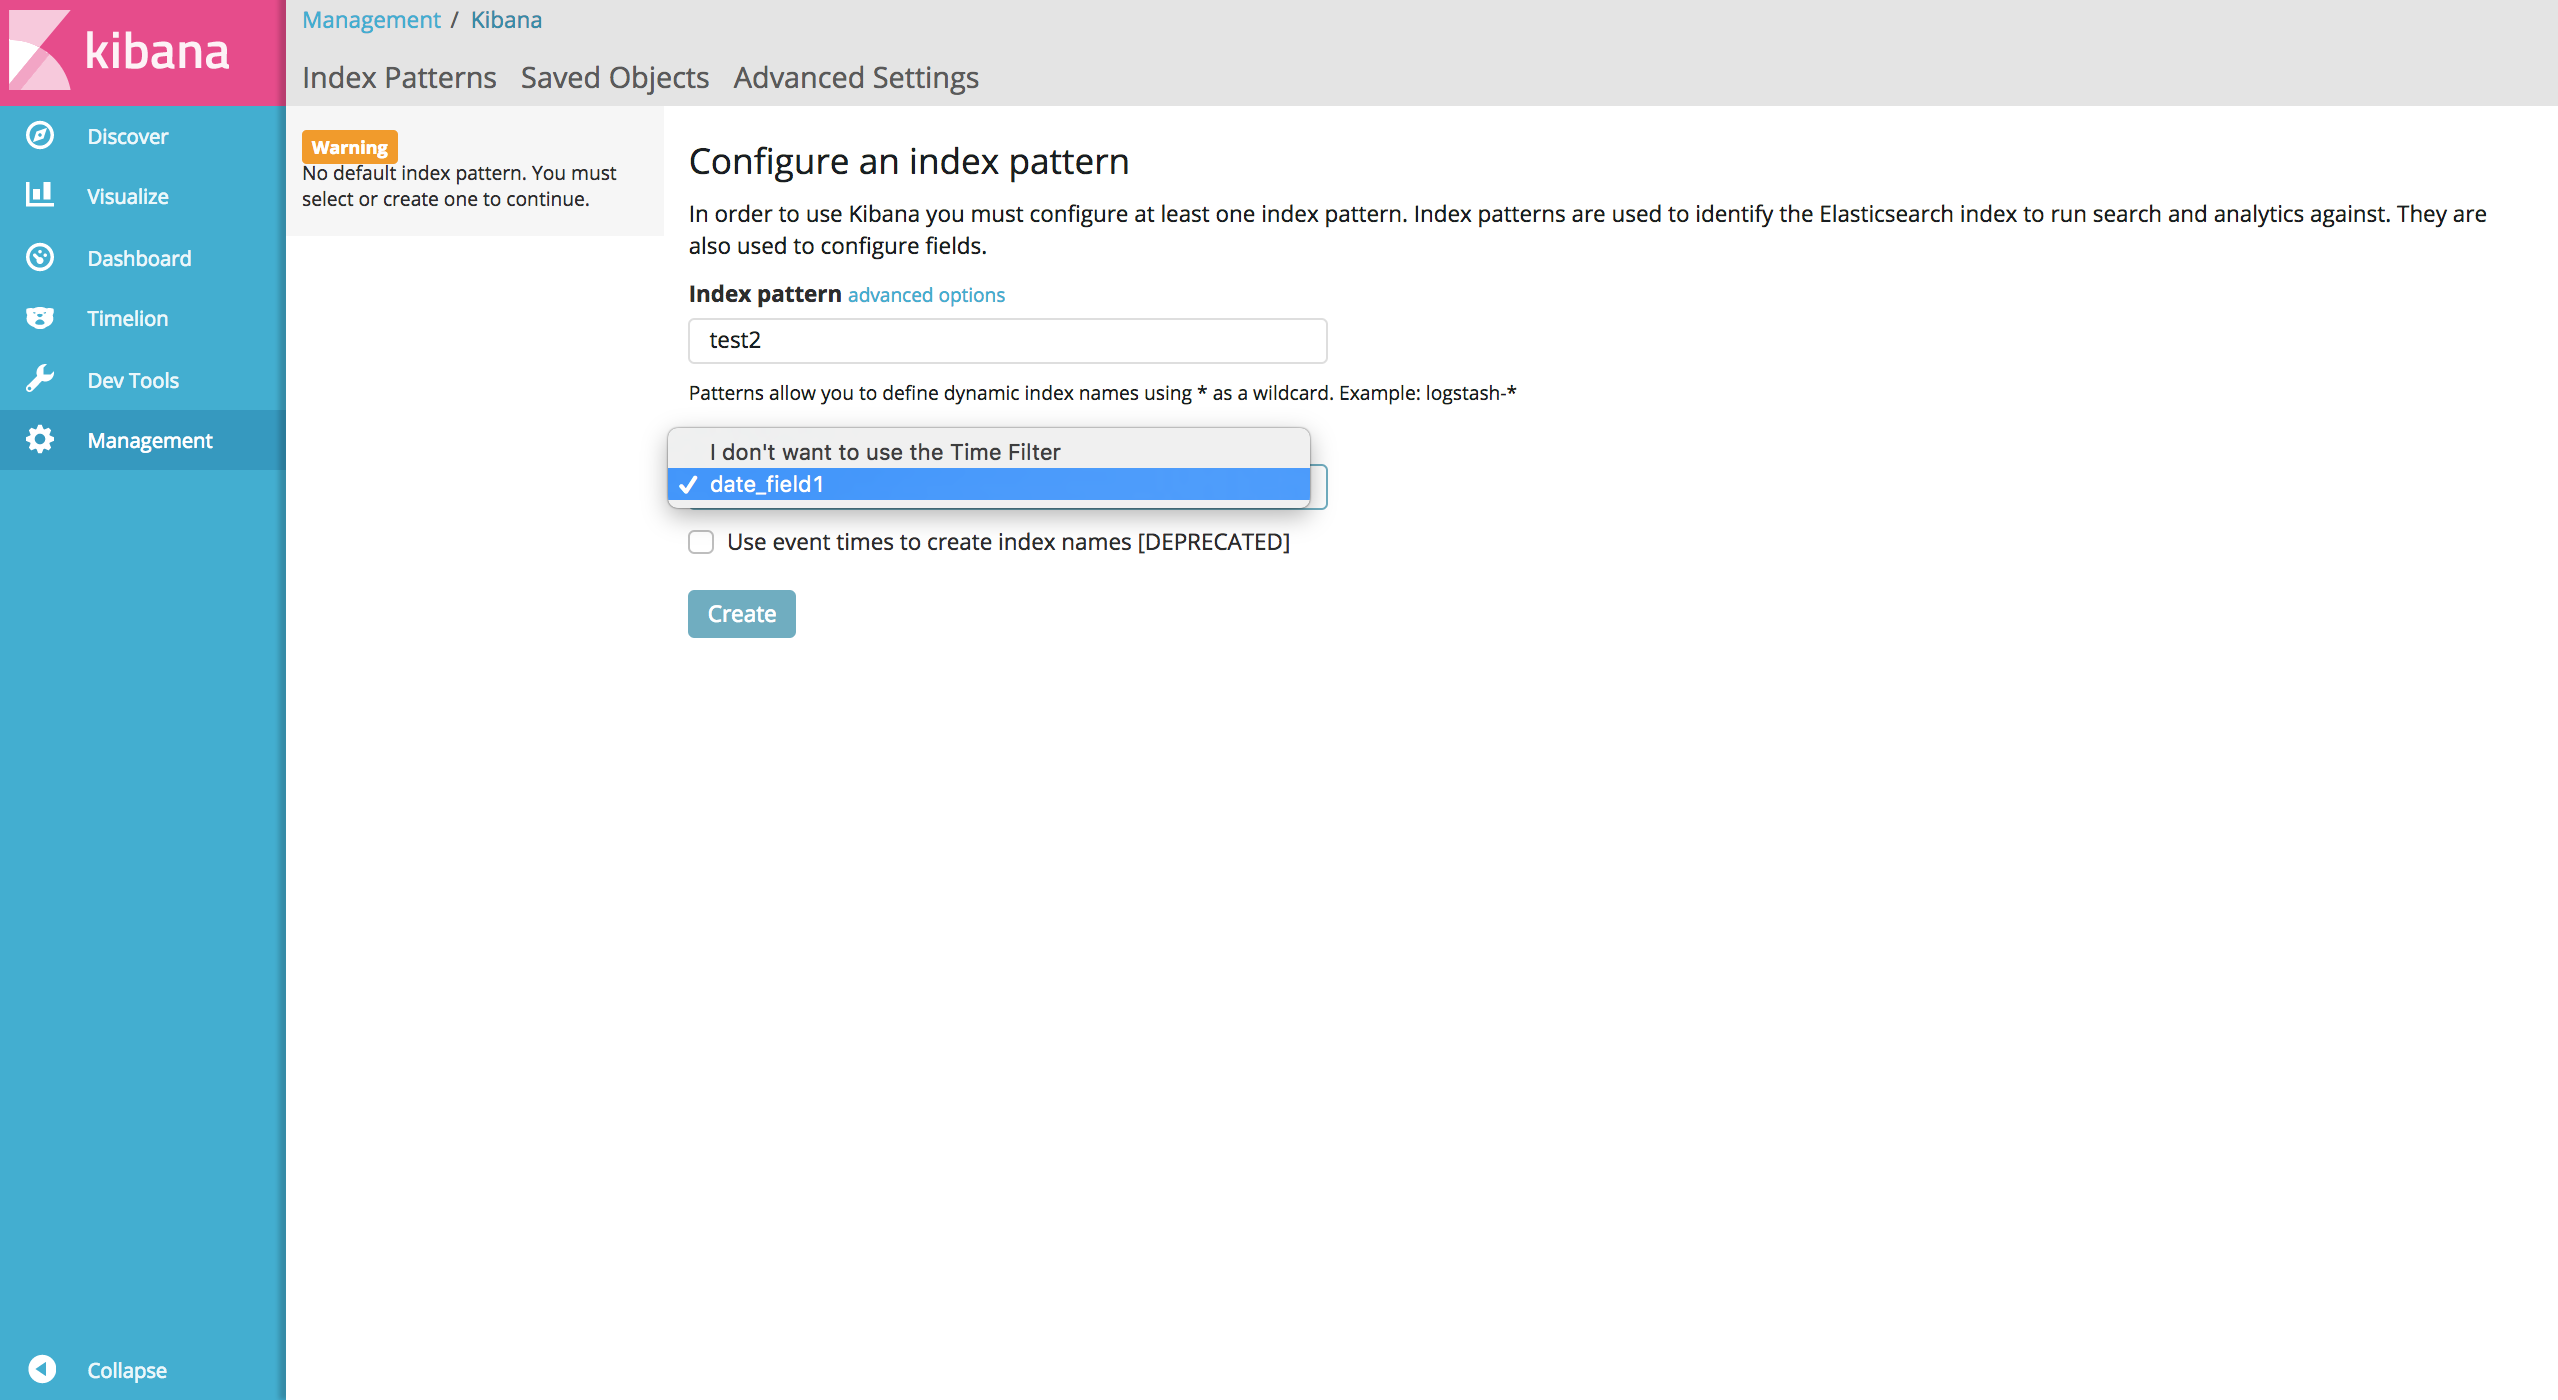 kibana
Discover
Visualize
Dashboard
Timelion
Dev Tools
Management
Collapse
Management / Kibana
Index Patterns Saved Objects Advanced Settings
Warning
No default index pattern. You must
select or create one to continue.
Configure an index pattern
In order to use Kibana you must configure at least one index pattern. Index patterns are used to identify the Elasticsearch index to run search and analytics against. They are
also used to configure fields.
Index pattern advanced options
test2
Patterns allow you to define dynamic index names using * as a wildcard. Example: logstash-*
I don't want to use the Time Filter
date_field1
Use event times to create index names [DEPRECATED]
Create